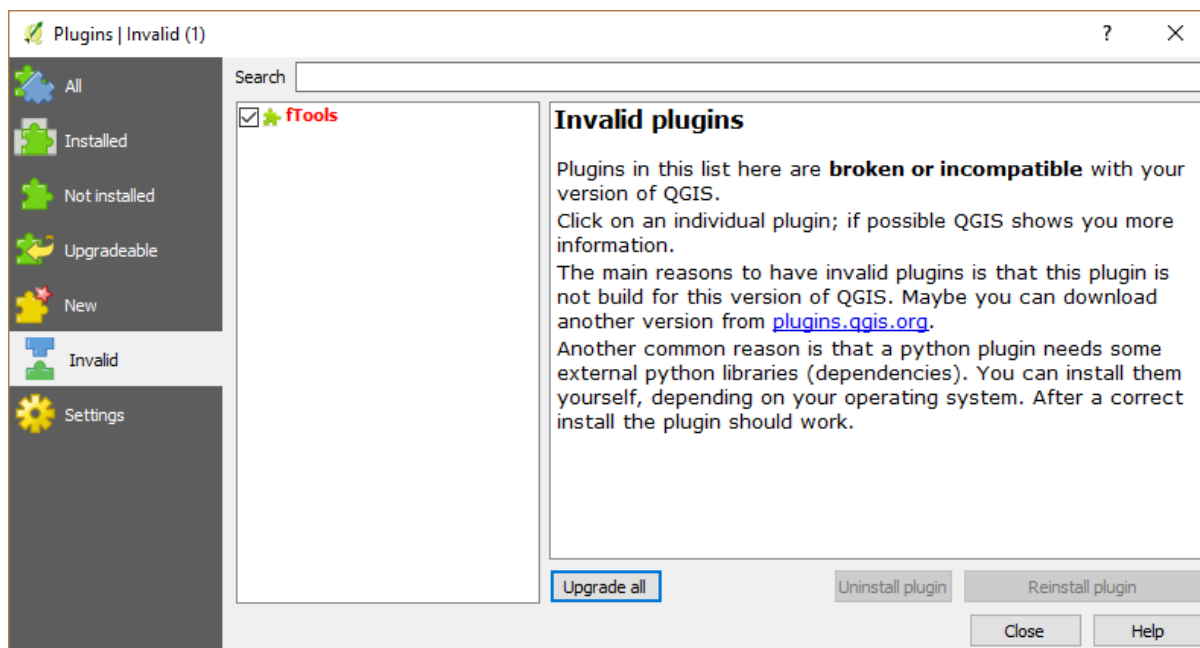 Plugins | Invalid (1)
?
All
Installed
Not installed
Upgradeable
New
Invalid
Settings
Search
fTools
Invalid plugins
Plugins in this list here are broken or incompatible with your
version of QGIS.
Click on an individual plugin; if possible QGIS shows you more
information.
The main reasons to have invalid plugins is that this plugin is
not build for this version of QGIS. Maybe you can download
another version from plugins.qgis.org.
Another common reason is that a python plugin needs some
external python libraries (dependencies). You can install them
yourself, depending on your operating system. After a correct
install the plugin should work.
Upgrade all
Uninstall plugin
Reinstall plugin
Close
Help